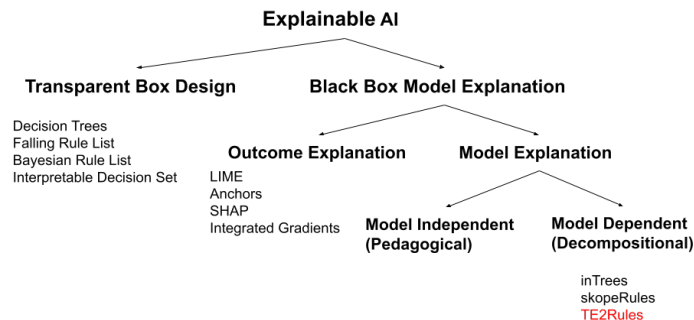 Explainable AI
Transparent Box Design
Black Box Model Explanation
Decision Trees
Falling Rule List
Bayesian Rule List
Interpretable Decision Set
Outcome Explanation
Model Explanation
LIME
Anchors
SHAP
Integrated Gradients
Model Independent
(Pedagogical)
Model Dependent
(Decompositional)
inTrees
skopeRules
TE2Rules